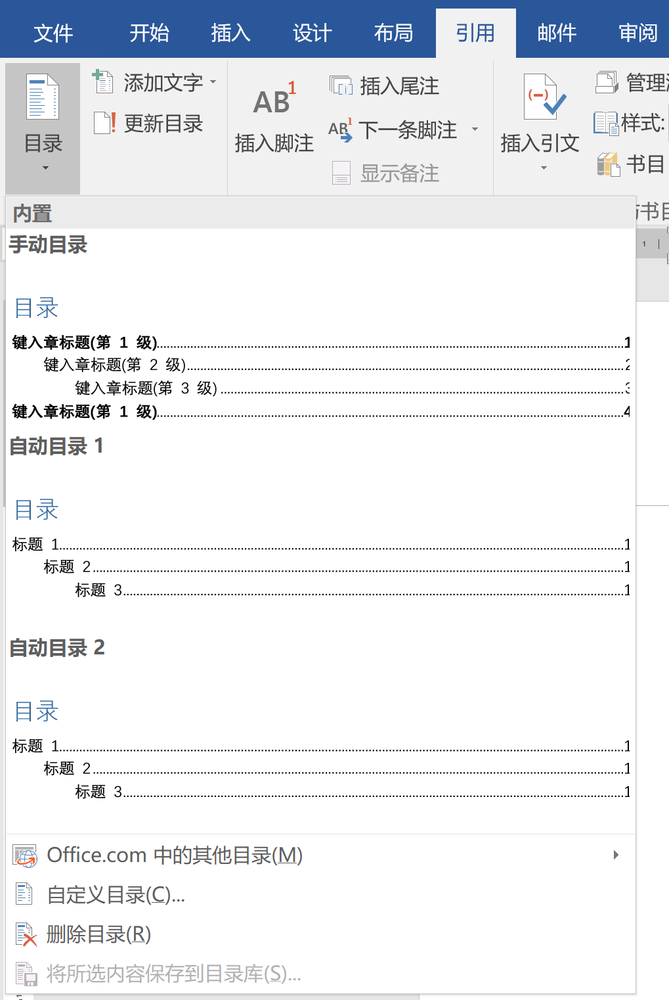 文件 开始 插入 设计 布局 引用 邮件 审阅
目录
添加文字
更新目录
AB1
插入脚注
插入尾注
AB1 下一条脚注
显示备注
(-)
插入引文
管理
样式:
书目
书目
1
内置
手动目录
目录
键入章标题(第 1 级)........1
键入章标题(第 2 级)........2
键入章标题(第 3 级)........3
键入章标题(第 1 级)........4
自动目录 1
目录
标题 1........1
标题 2........1
标题 3........1
自动目录 2
目录
标题 1........1
标题 2........1
标题 3........1
Office.com 中的其他目录(M)
自定义目录(C)...
删除目录(R)
将所选内容保存到目录库(S)...